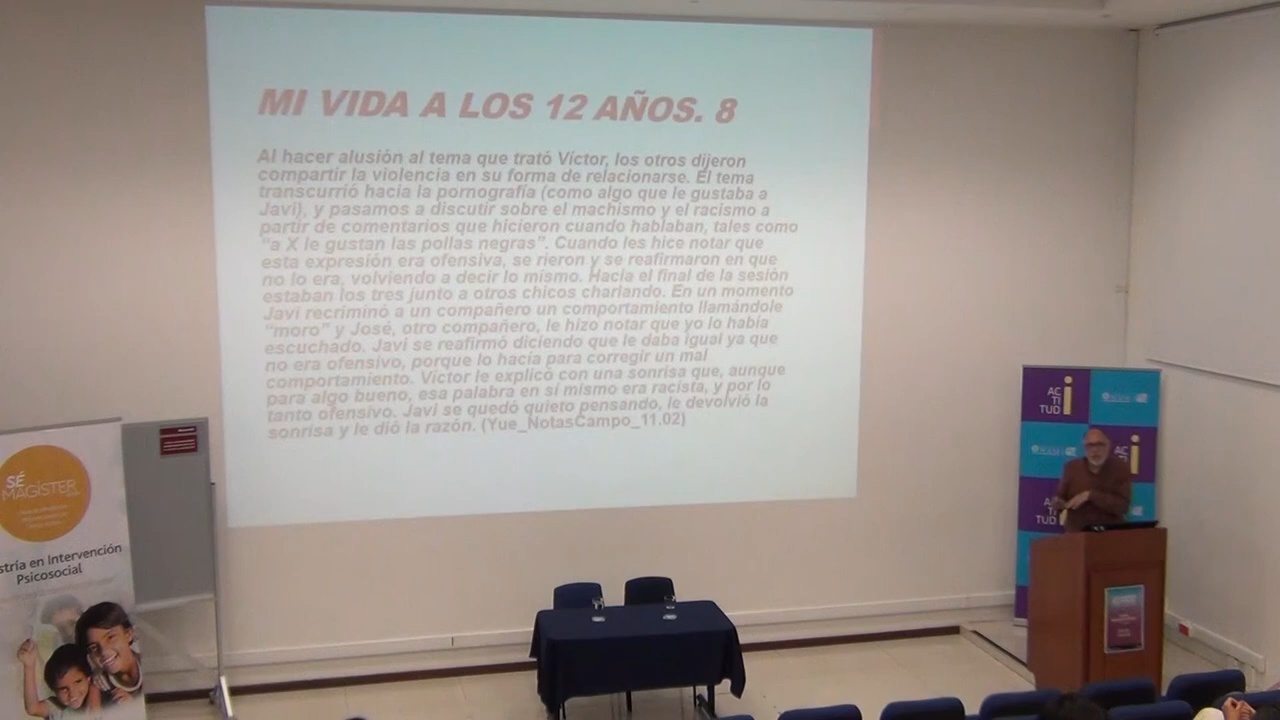 MI VIDA A LOS 12 AÑOS. 8
Al hacer alusión al tema que trató Víctor, los otros dijeron
compartir la violencia en su forma de relacionarse. El tema
transcurrió hacia la pornografía (como algo que le gustaba a
Javi), y pasamos a discutir sobre el machismo y el racismo a
partir de comentarios que hicieron cuando hablaban, tales como
"a X le gustan las pollas negras". Cuando les hice notar que
esta expresión era ofensiva, se rieron y se reafirmaron en que
no lo era, volviendo a decir lo mismo. Hacia el final de la sesión
estaban los tres junto a otros chicos charlando. En un momento
Javi recriminó a un compañero un comportamiento llamándole
"moro" y José, otro compañero, le hizo notar que yo lo había
escuchado. Javi se reafirmó diciendo que le daba igual ya que
no era ofensivo, porque lo hacía para corregir un mal
comportamiento. Víctor le explicó con una sonrisa que, aunque
para algo bueno, esa palabra en sí mismo era racista, y por lo
tanto ofensivo. Javi se quedó quieto pensando, le devolvió la
sonrisa y le dió la razón. (Yue_NotasCampo_11.02)
SÉ
MAGÍSTER
stría en Intervención
Psicosocial
AC
TI
TUD
AC